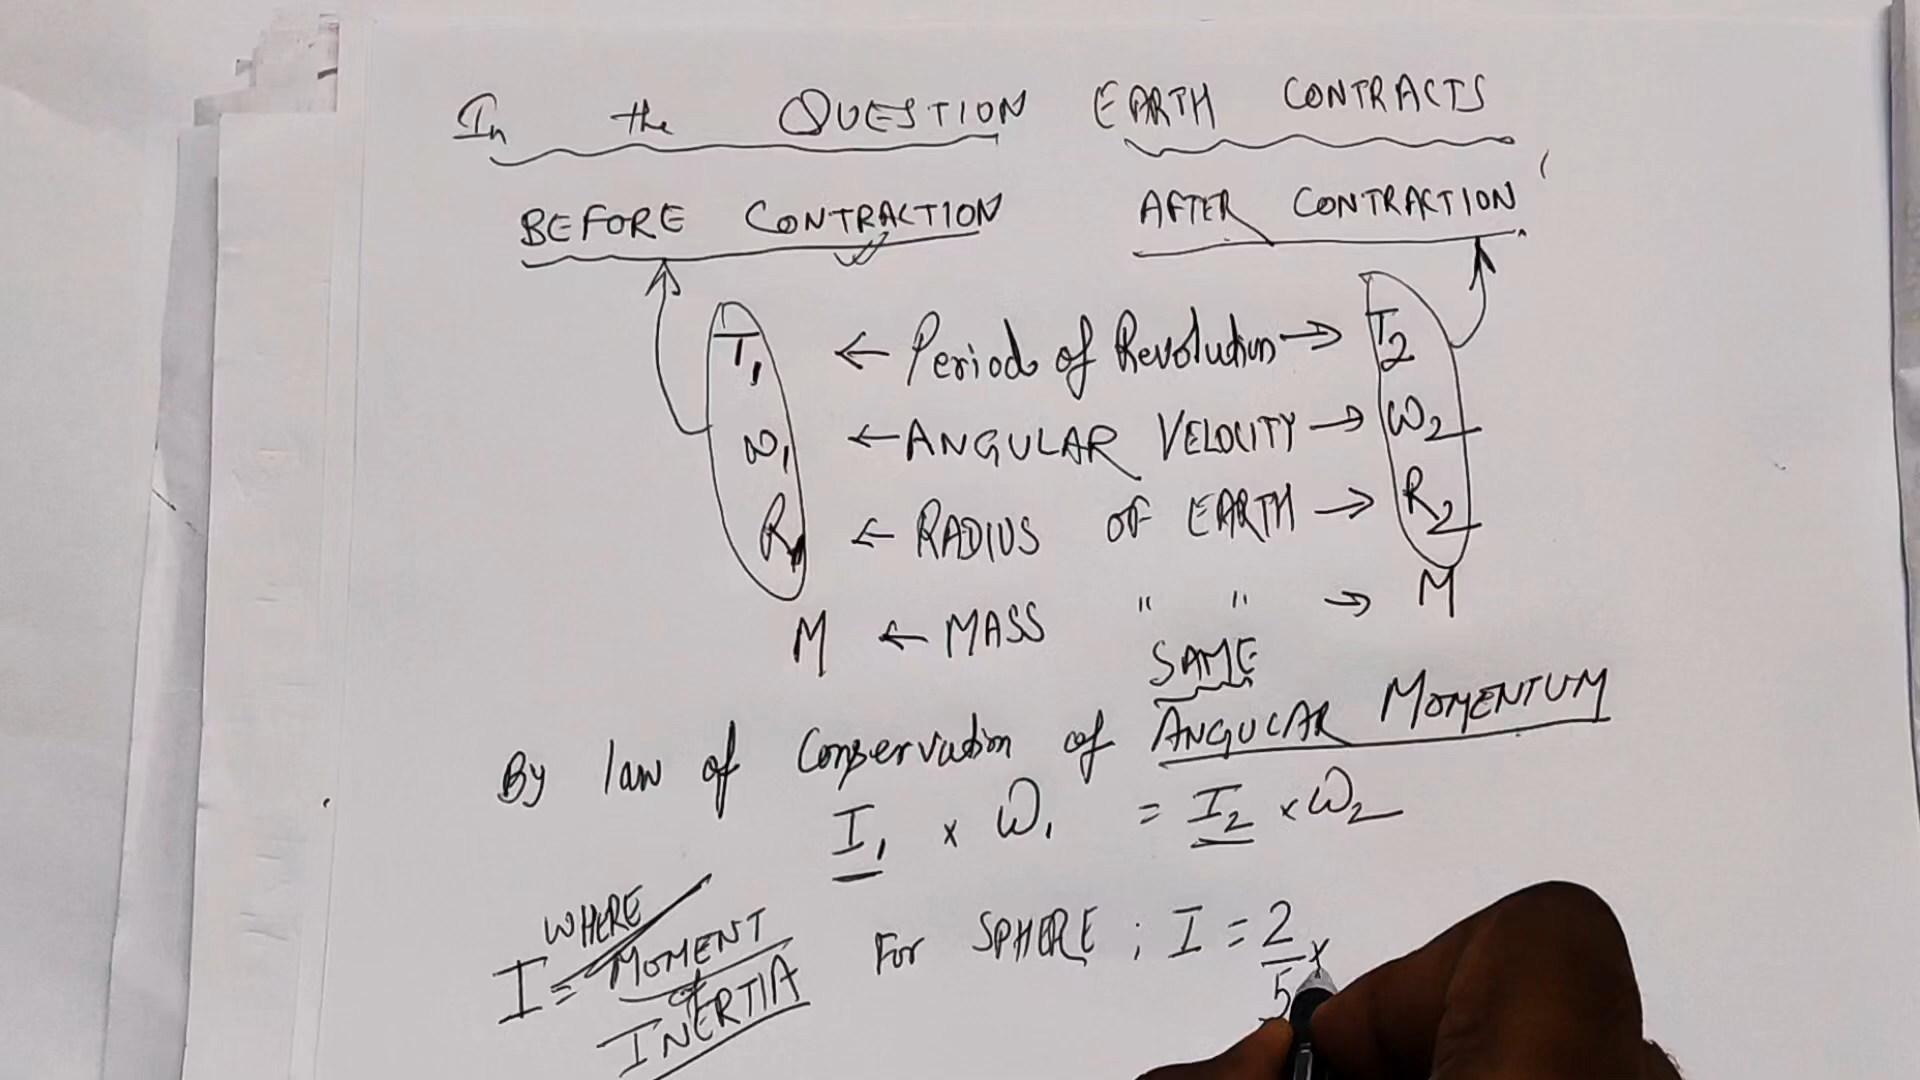 In the QUESTION EARTH CONTRACTS
BEFORE CONTRACTION AFTER CONTRACTION
T1 ← Period of Revolution → T2
ω1 ← ANGULAR VELOCITY → ω2
R1 ← RADIUS OF EARTH → R2
M ← MASS " " → M
SAME
By law of Conservation of ANGULAR MOMENTUM
I1 × ω1 = I2 × ω2
WHERE
I = MOMENT of INERTIA
For SPHERE ; I = 2/5 ×